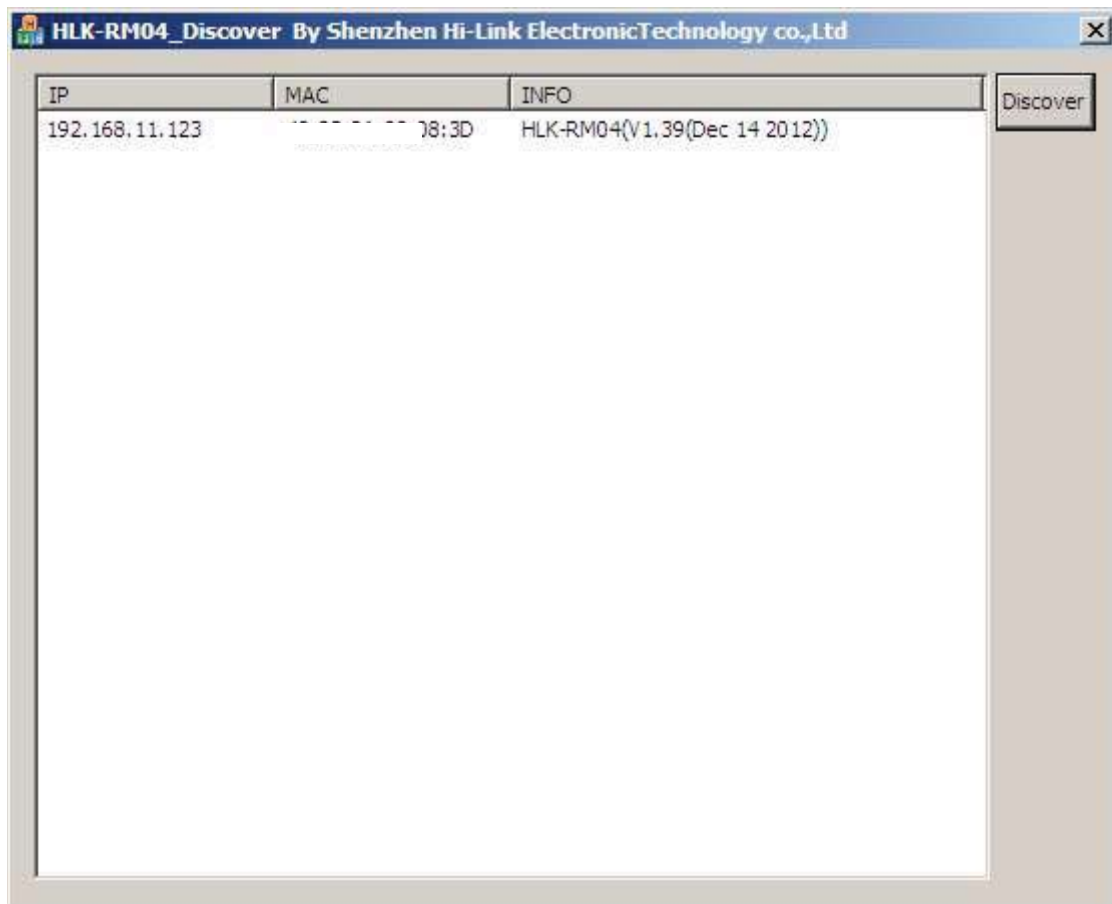 HLK-RM04_Discover By Shenzhen Hi-Link ElectronicTechnology co.,Ltd
IP MAC INFO Discover
192.168.11.123 08:3D HLK-RM04(V1.39(Dec 14 2012))